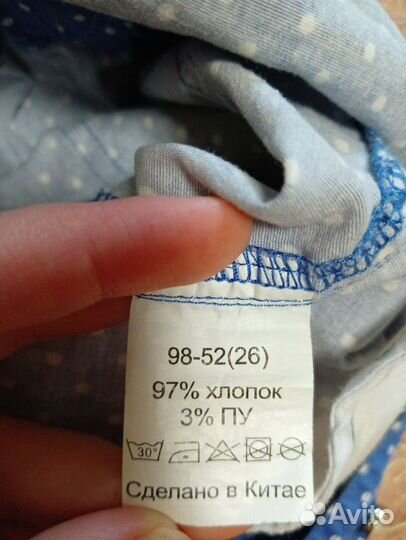 98-52(26)
97% хлопок
3% ПУ
30°
Сделано в Китае
Avito